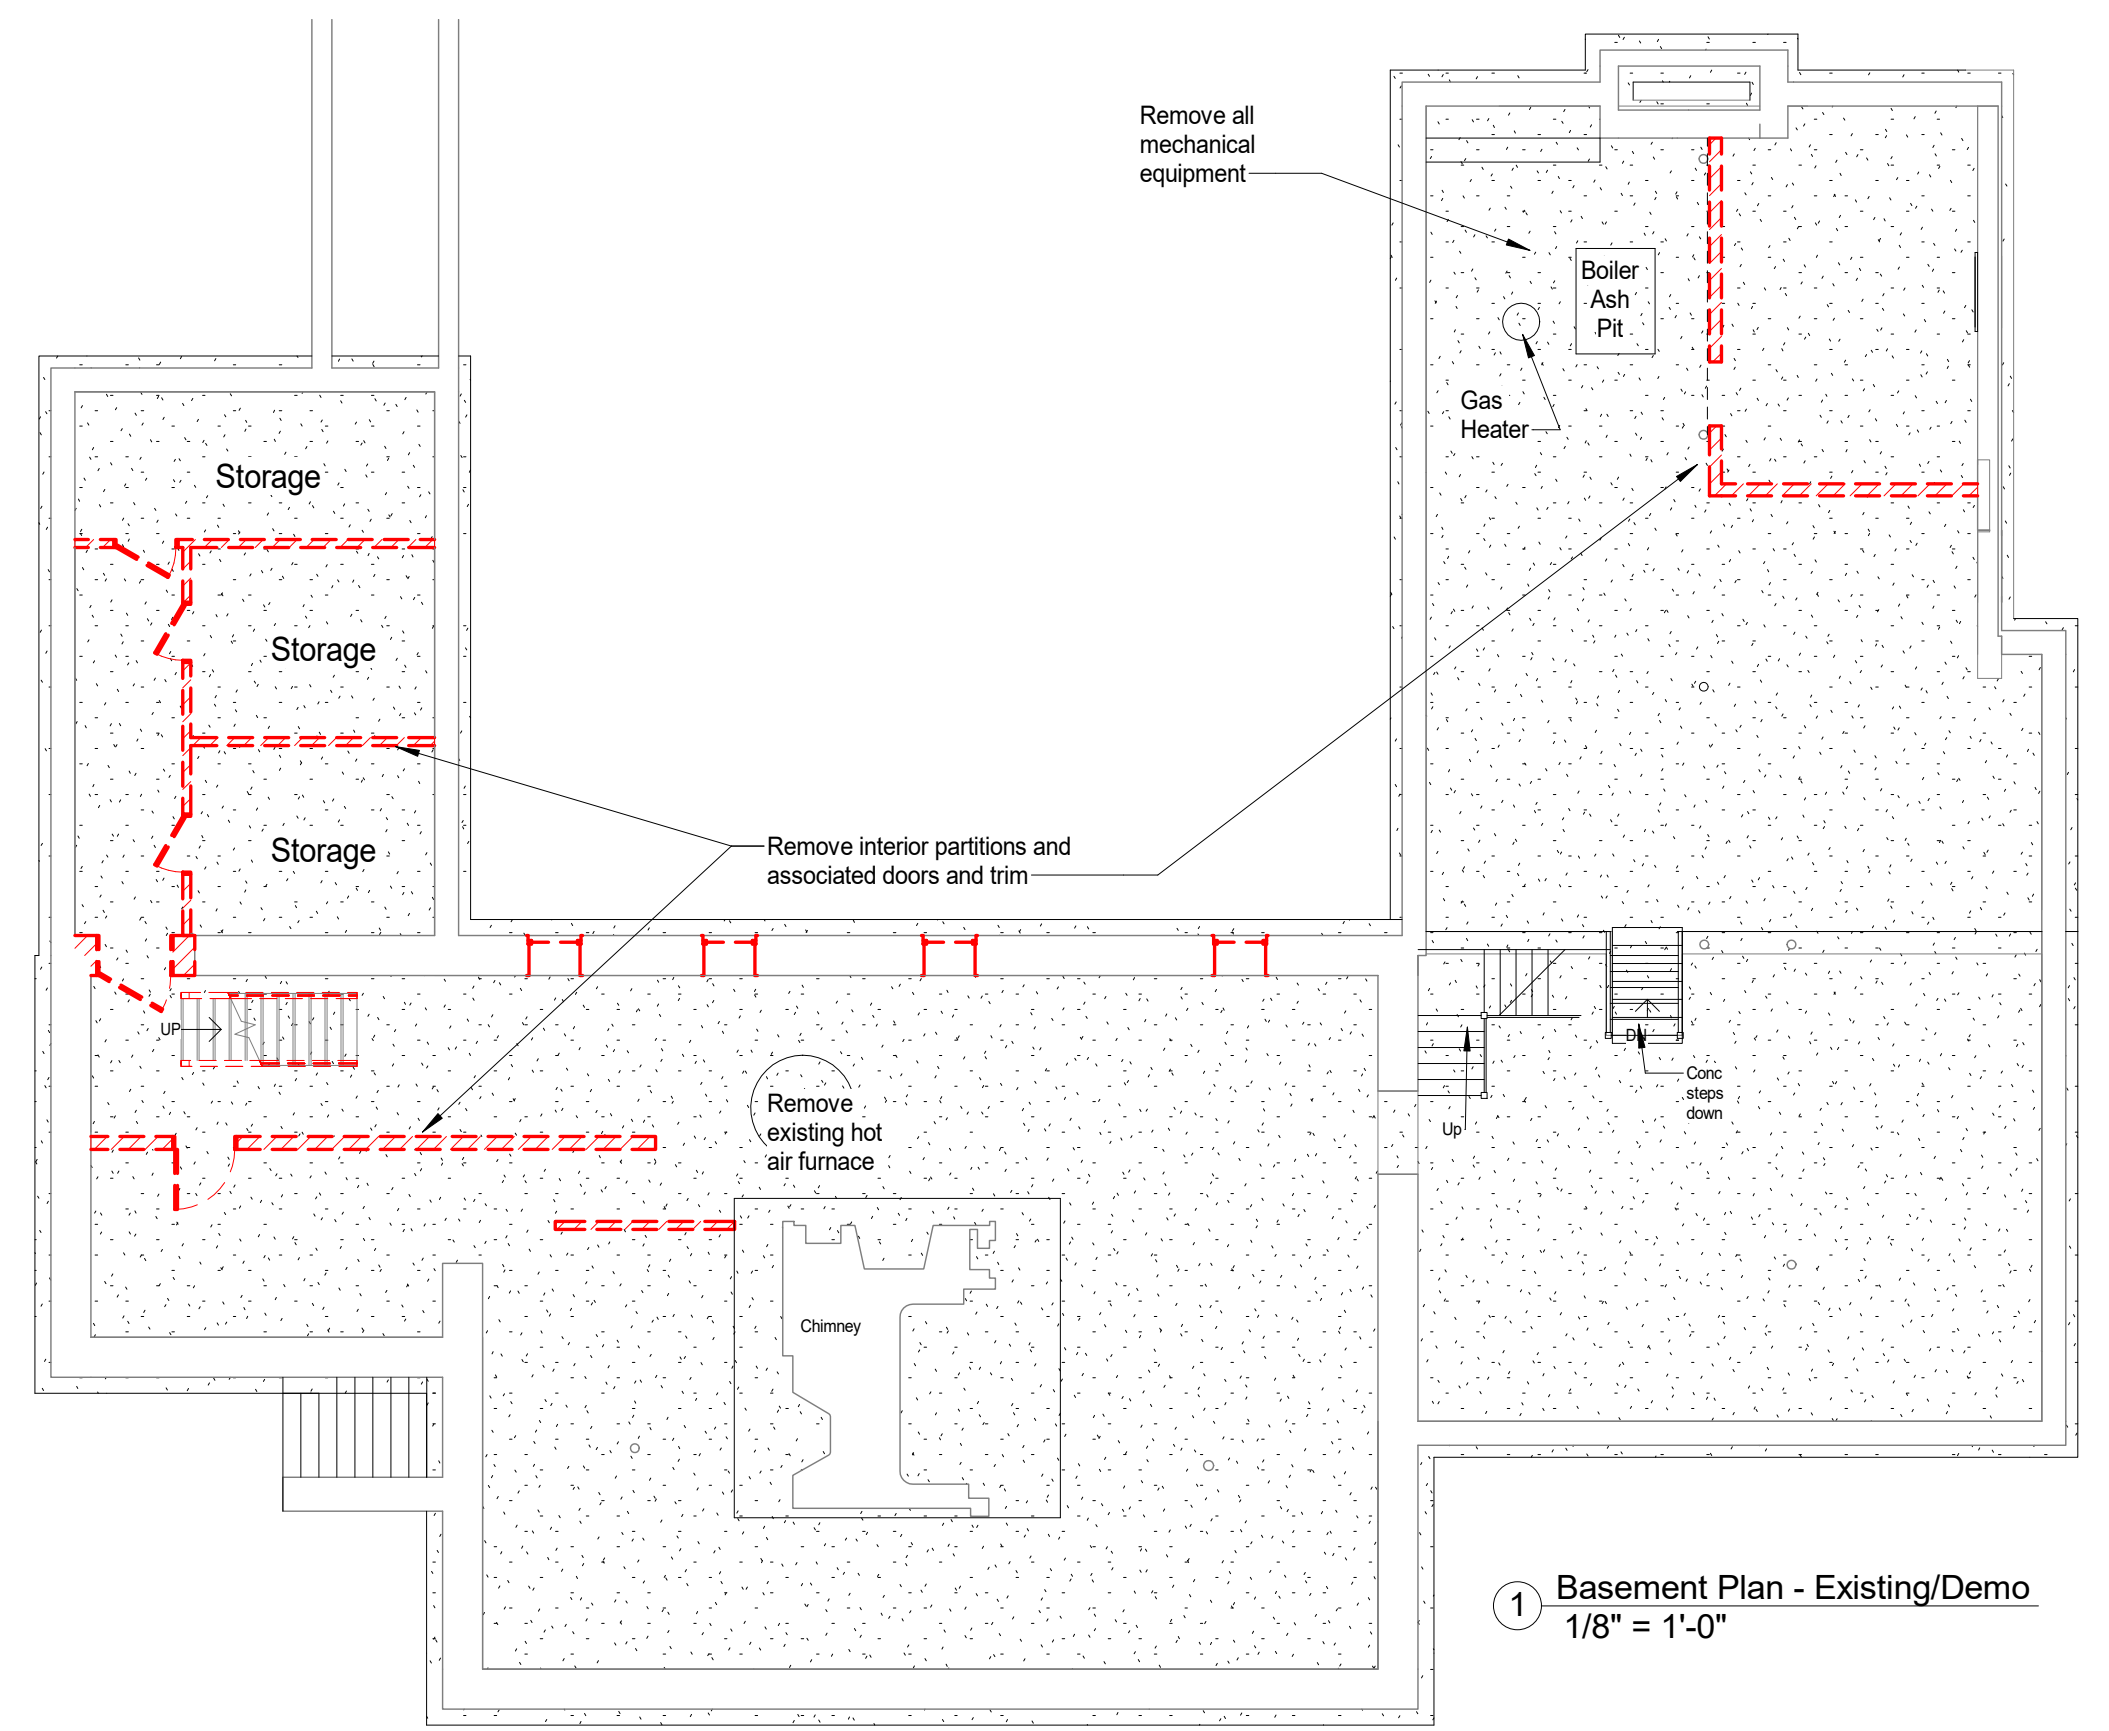 Remove all
mechanical
equipment
Boiler
Ash
Pit
Gas
Heater
Storage
Storage
Storage
Remove interior partitions and
associated doors and trim
UP
Remove
existing hot
air furnace
Chimney
DN
Conc
steps
down
Up
1
Basement Plan - Existing/Demo
1/8" = 1'-0"